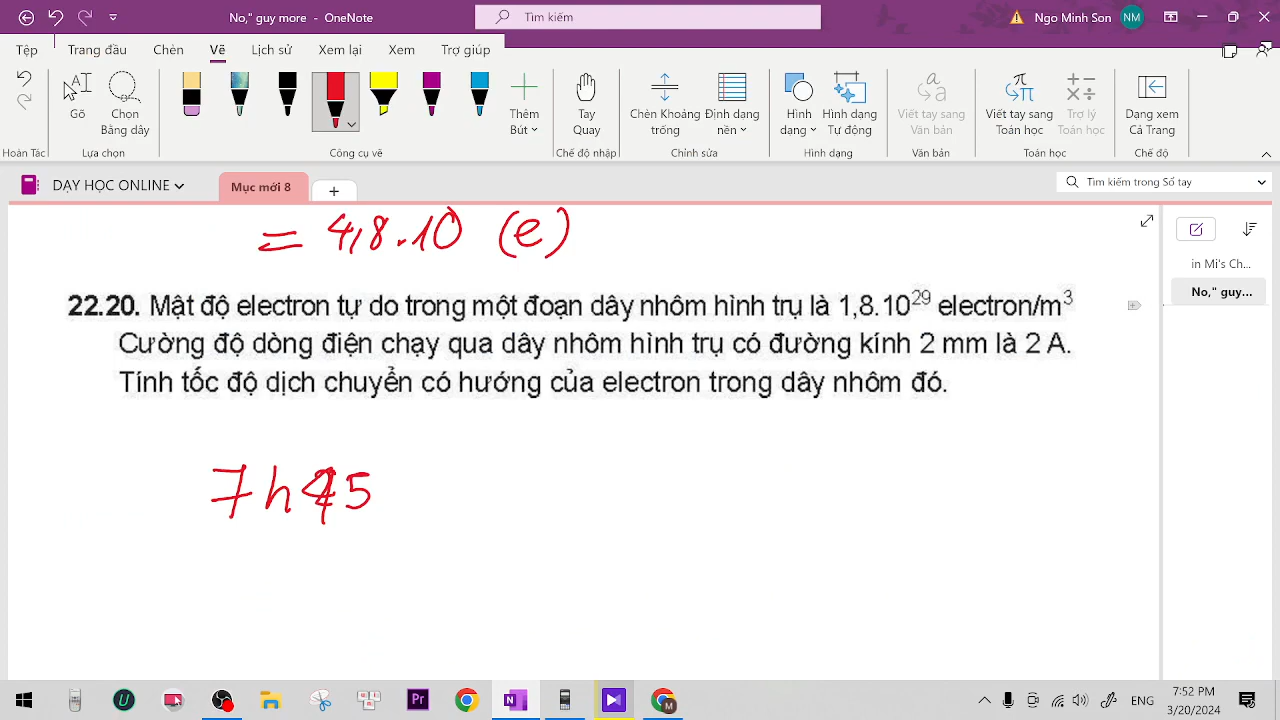 Tìm kiếm
Ngo Minh Son
NM
Tệp
Trang đầu
Chèn
Vẽ
Lịch sử
Xem lại
Xem
Trợ giúp
Gõ
Chọn Bằng dây
Thêm Bút
Tay Quay
Chèn Khoảng trống
Định dạng nền
Hình dạng
Hình dạng Tự động
Viết tay sang Văn bản
Viết tay sang Toán học
Trợ lý Toán học
Dạng xem Cả Trang
Hoàn Tác
Lựa chọn
Công cụ vẽ
Chế độ nhập
Chỉnh sửa
Hình dạng
Văn bản
Toán học
Chế độ
DẠY HỌC ONLINE
Mục mới 8
Tìm kiếm trong Sổ tay
= 4,8.10 (e)
in Mi's Ch...
No," guy...
22.20. Mật độ electron tự do trong một đoạn dây nhôm hình trụ là 1,8.10²⁹ electron/m³
Cường độ dòng điện chạy qua dây nhôm hình trụ có đường kính 2 mm là 2 A.
Tính tốc độ dịch chuyển có hướng của electron trong dây nhôm đó.
7h45
Pr
M
ENG
7:52 PM
3/20/2024